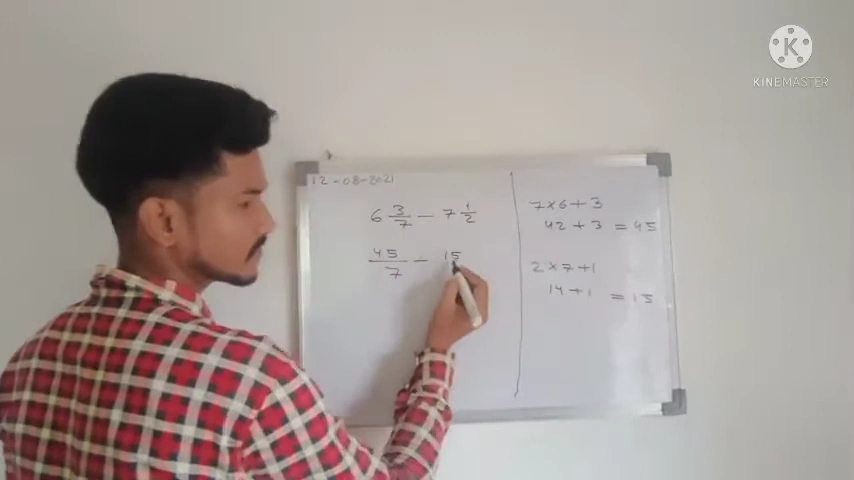 K
KINEMASTER
12-08-2021
6 3/7 - 7 1/2
45/7 - 15
7×6+3
42+3 = 45
2×7+1
14+1 = 15